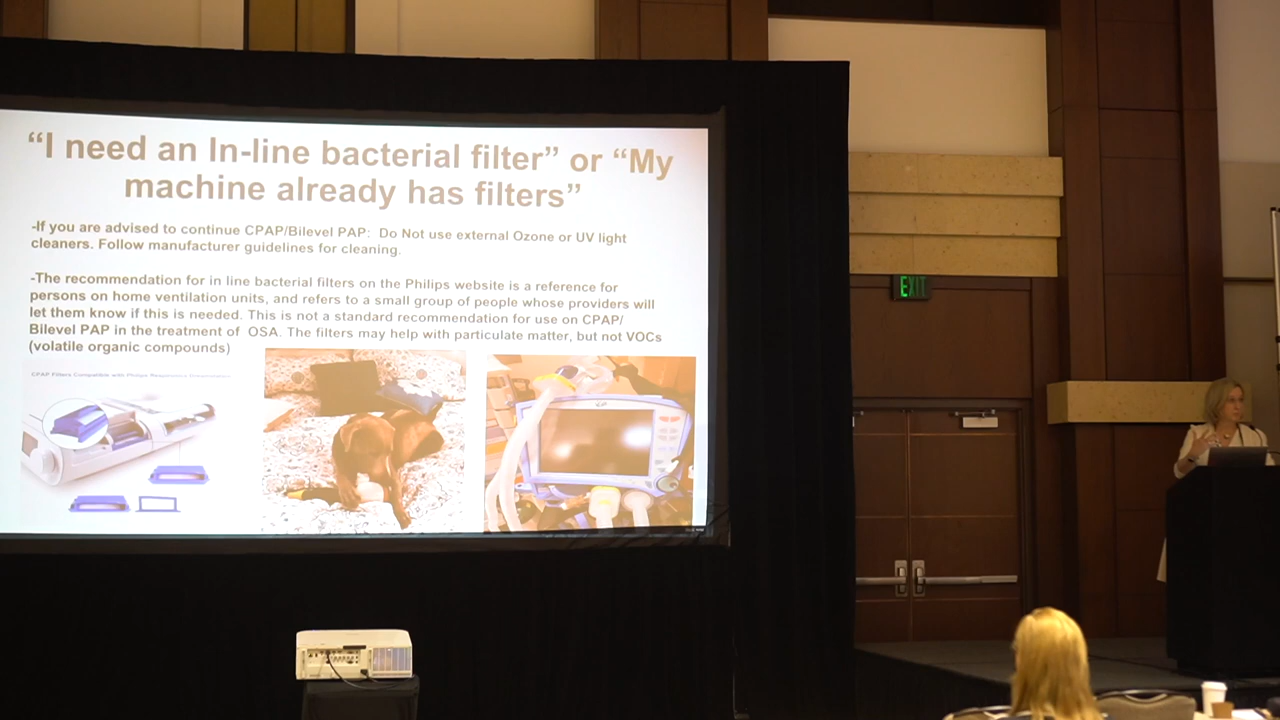 “I need an In-line bacterial filter” or “My
machine already has filters”
-If you are advised to continue CPAP/Bilevel PAP: Do Not use external Ozone or UV light
cleaners. Follow manufacturer guidelines for cleaning.
-The recommendation for in line bacterial filters on the Philips website is a reference for
persons on home ventilation units, and refers to a small group of people whose providers will
let them know if this is needed. This is not a standard recommendation for use on CPAP/
Bilevel PAP in the treatment of OSA. The filters may help with particulate matter, but not VOCs
(volatile organic compounds)
CPAP Filters Compatible with Philips Respironics
EXIT